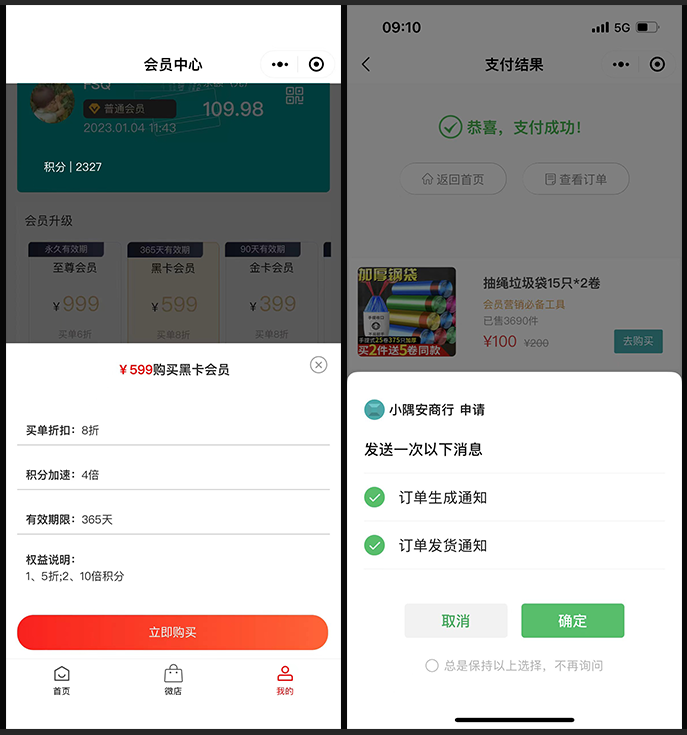 会员中心
普通会员
109.98
2023.01.04 11:43
积分 | 2327
会员升级
永久有效期
至尊会员
¥999
买单6折
365天有效期
黑卡会员
¥599
买单8折
90天有效期
金卡会员
¥399
买单8折
¥599购买黑卡会员
买单折扣：8折
积分加速：4倍
有效期限：365天
权益说明：
1、5折;2、10倍积分
立即购买
首页
微店
我的
09:10
5G
支付结果
恭喜，支付成功！
返回首页
查看订单
加厚钢袋
买2件送5卷同款
抽绳垃圾袋15只*2卷
会员营销必备工具
已售3690件
¥100 ¥200
去购买
小隅安商行 申请
发送一次以下消息
订单生成通知
订单发货通知
取消
确定
总是保持以上选择，不再询问